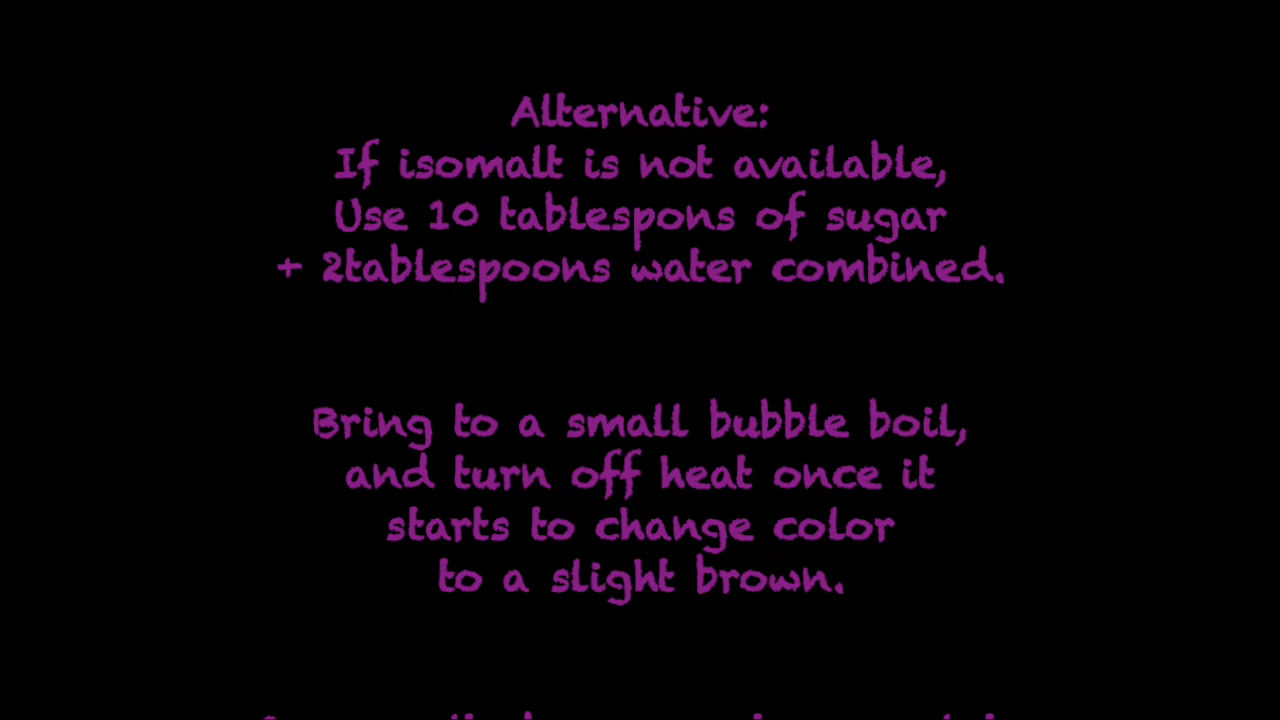 Alternative:
If isomalt is not available,
Use 10 tablespons of sugar
+ 2tablespoons water combined.
Bring to a small bubble boil,
and turn off heat once it
starts to change color
to a slight brown.